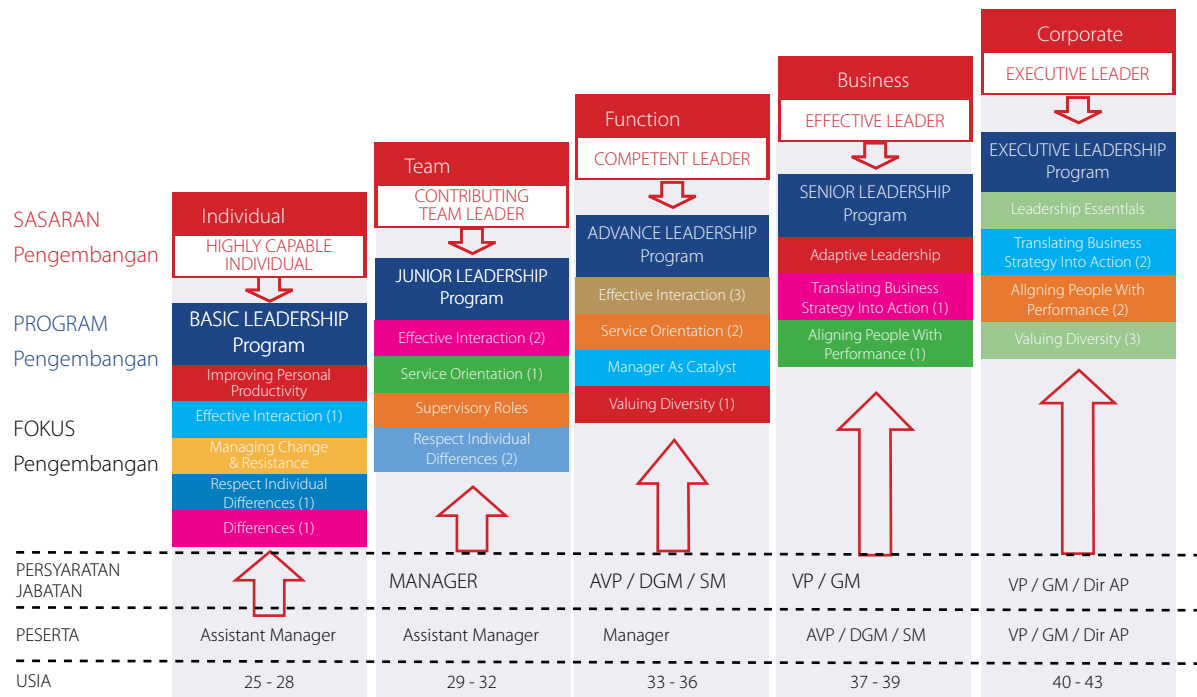 SASARAN
Pengembangan
PROGRAM
Pengembangan
FOKUS
Pengembangan
Individual
HIGHLY CAPABLE
INDIVIDUAL
BASIC LEADERSHIP
Program
Improving Personal
Productivity
Effective Interaction (1)
Managing Change
& Resistance
Respect Individual
Differences (1)
Differences (1)
Team
CONTRIBUTING
TEAM LEADER
JUNIOR LEADERSHIP
Program
Effective Interaction (2)
Service Orientation (1)
Supervisory Roles
Respect Individual
Differences (2)
Function
COMPETENT LEADER
ADVANCE LEADERSHIP
Program
Effective Interaction (3)
Service Orientation (2)
Manager As Catalyst
Valuing Diversity (1)
Business
EFFECTIVE LEADER
SENIOR LEADERSHIP
Program
Adaptive Leadership
Translating Business
Strategy Into Action (1)
Aligning People With
Performance (1)
Corporate
EXECUTIVE LEADER
EXECUTIVE LEADERSHIP
Program
Leadership Essentlals
Translating Business
Strategy Into Action (2)
Allgning People With
Performance (2)
Valuing Diversity (3)
PERSYARATAN
JABATAN
MANAGER
AVP / DGM / SM
VP / GM
VP / GM / Dir AP
PESERTA
Assistant Manager
Assistant Manager
Manager
AVP / DGM / SM
VP / GM / Dir AP
USIA
25 - 28
29 - 32
33 - 36
37 - 39
40 - 43